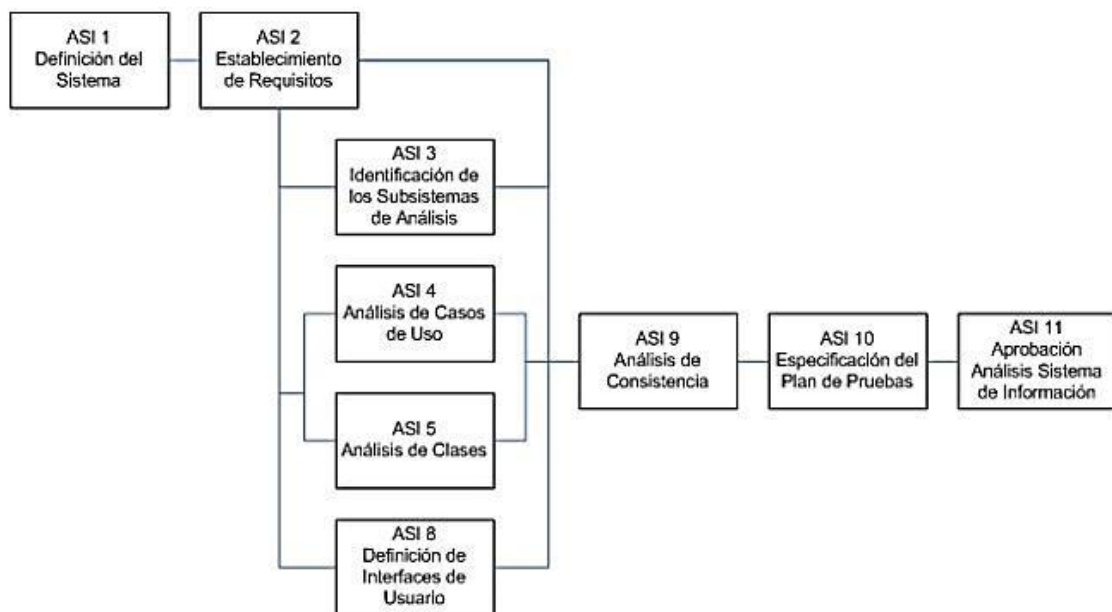 ASI 1
Definición del
Sistema
ASI 2
Establecimiento
de Requisitos
ASI 3
Identificación de
los Subsistemas
de Análisis
ASI 4
Análisis de Casos
de Uso
ASI 5
Análisis de Clases
ASI 8
Definición de
Interfaces de
Usuario
ASI 9
Análisis de
Consistencia
ASI 10
Especificación del
Plan de Pruebas
ASI 11
Aprobación
Análisis Sistema
de Información